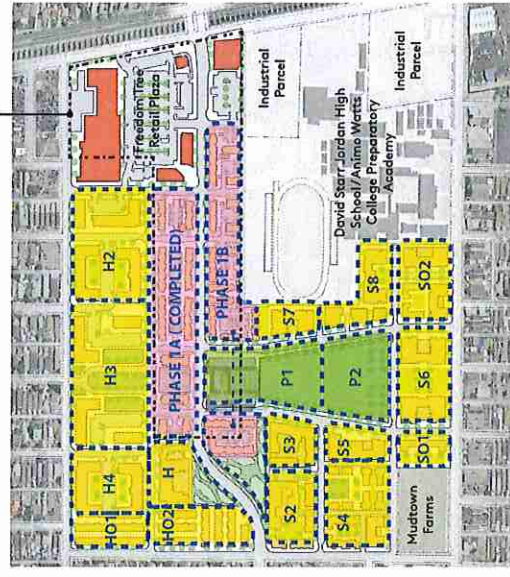 Freedom Tree
Retail Plaza
Industrial
Parcel
H2
PHASE 1A (COMPLETED)
PHASE 1B
David Starr Jordan High
School/Animo Watts
College Preparatory
Academy
Industrial
Parcel
H3
S7
S8
SO2
P1
P2
H4
H
S3
S5
S6
SO1
HO1
HO2
S2
S4
Mudtown
Farms